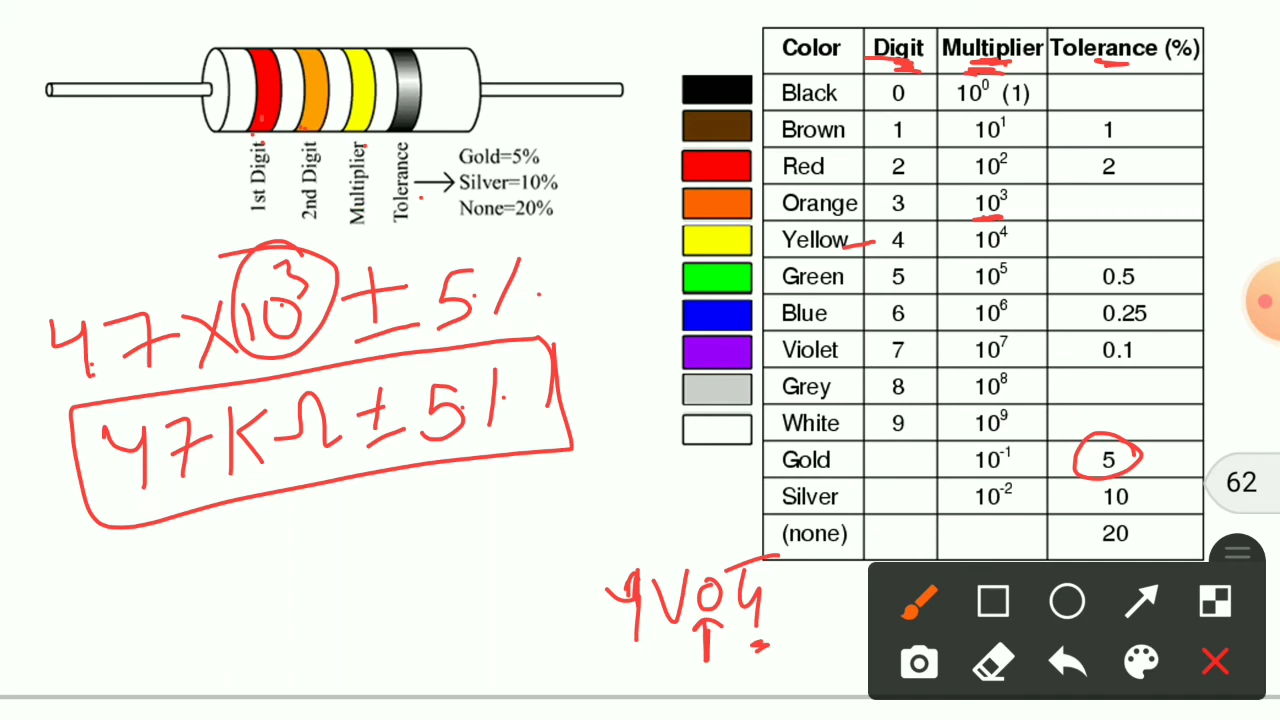 1st Digit
2nd Digit
Multiplier
Tolerance
Gold=5%
Silver=10%
None=20%
47×10³ ± 5%
47KΩ ± 5%
Color Digit Multiplier Tolerance (%)
Black 0 10⁰ (1)
Brown 1 10¹ 1
Red 2 10² 2
Orange 3 10³
Yellow 4 10⁴
Green 5 10⁵ 0.5
Blue 6 10⁶ 0.25
Violet 7 10⁷ 0.1
Grey 8 10⁸
White 9 10⁹
Gold 10⁻¹ 5
Silver 10⁻² 10
(none) 20
62